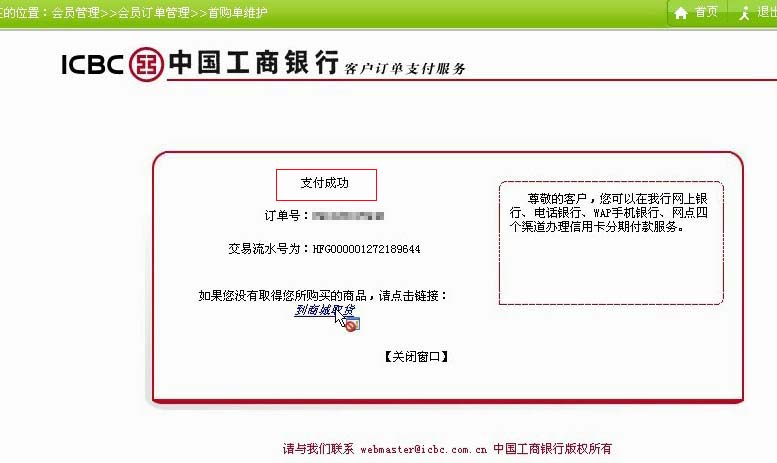 在的位置：会员管理>>会员订单管理>>首购单维护
首页
退出
ICBC 中国工商银行 客户订单支付服务
支付成功
订单号：
交易流水号为：HFG000001272189644
如果您没有取得您所购买的商品，请点击链接：
到商城取货
【关闭窗口】
尊敬的客户，您可以在我行网上银
行、电话银行、WAP手机银行、网点四
个渠道办理信用卡分期付款服务。
请与我们联系 webmaster@icbc.com.cn 中国工商银行版权所有